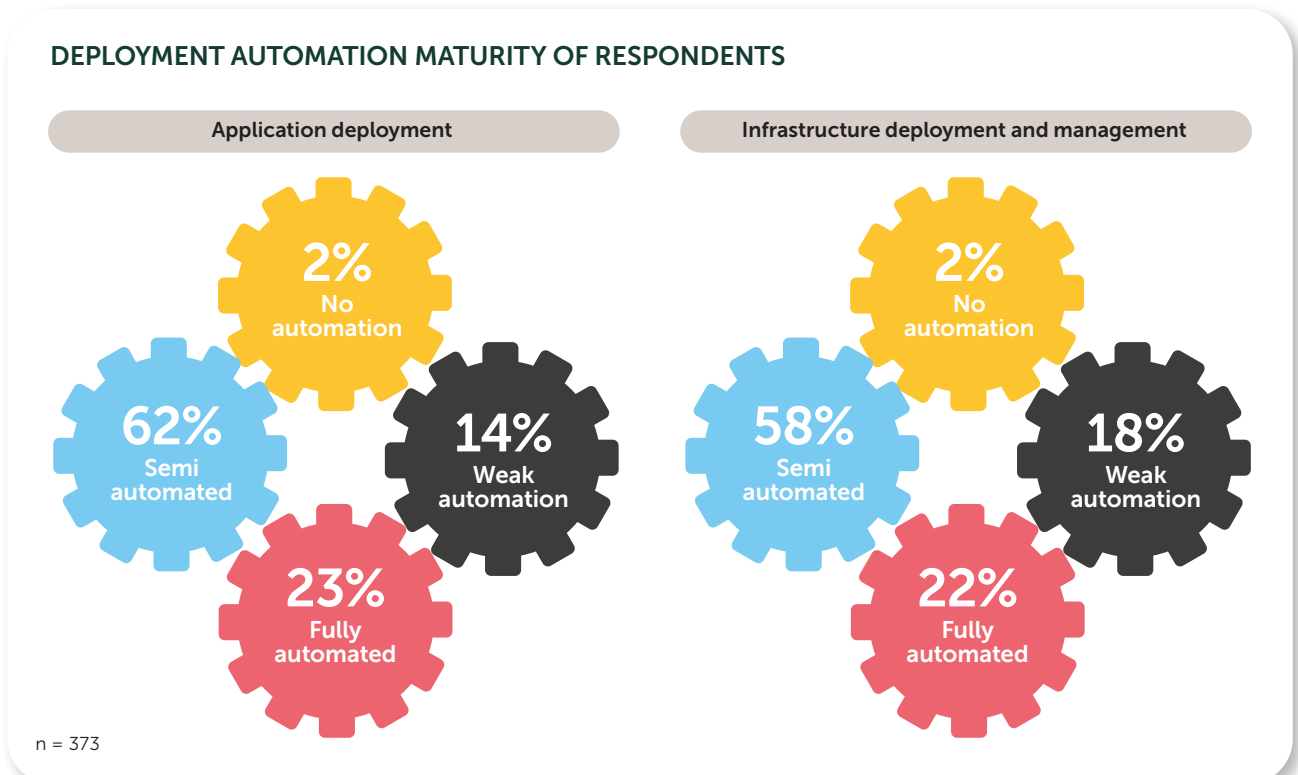 DEPLOYMENT AUTOMATION MATURITY OF RESPONDENTS
Application deployment
2%
No
automation
62%
Semi
automated
14%
Weak
automation
23%
Fully
automated
Infrastructure deployment and management
2%
No
automation
58%
Semi
automated
18%
Weak
automation
22%
Fully
automated
n = 373